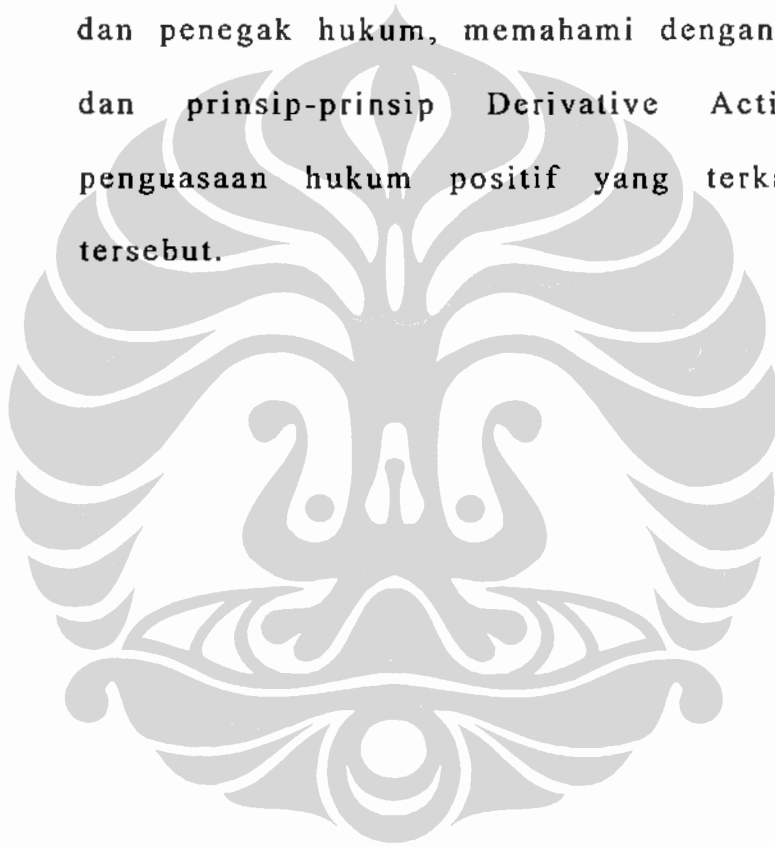 dan penegak hukum, memahami dengan
dan prinsip-prinsip Derivative Acti
penguasaan hukum positif yang terka
tersebut.